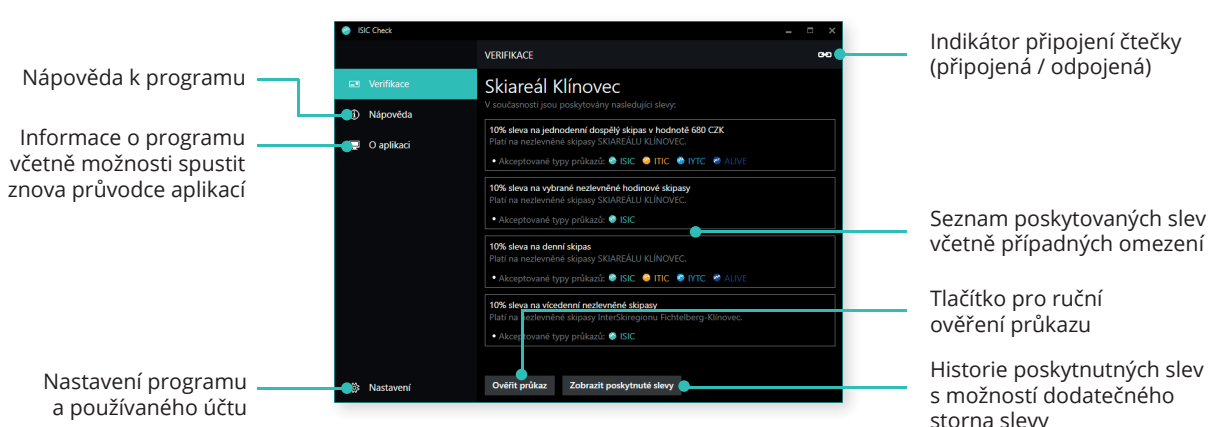 Nápověda k programu
Informace o programu
včetně možnosti spustit
znova průvodce aplikací
Nastavení programu
a používaného účtu
ISIC Check
VERIFIKACE
Verifikace
Nápověda
O aplikaci
Nastavení
Skiareál Klínovec
V současnosti jsou poskytovány nasledující slevy:
10% sleva na jednodenní dospělý skipas v hodnotě 680 CZK
Platí na nezlevněné skipasy SKIAREÁLU KLÍNOVEC.
• Akceptované typy průkazů: ISIC ITIC IYTC ALIVE
10% sleva na vybrané nezlevněné hodinové skipasy
Platí na nezlevněné skipasy SKIAREÁLU KLÍNOVEC.
• Akceptované typy průkazů: ISIC
10% sleva na denní skipas
Platí na nezlevněné skipasy SKIAREÁLU KLÍNOVEC.
• Akceptované typy průkazů: ISIC ITIC IYTC ALIVE
10% sleva na vícedenní nezlevněné skipasy
Platí na nezlevněné skipasy InterSkiregionu Fichtelberg-Klínovec.
• Akceptované typy průkazů: ISIC
Ověřit průkaz
Zobrazit poskytnuté slevy
Indikátor připojení čtečky
(připojená / odpojená)
Seznam poskytovaných slev
včetně případných omezení
Tlačítko pro ruční
ověření průkazu
Historie poskytnutných slev
s možností dodatečného
storna slevy